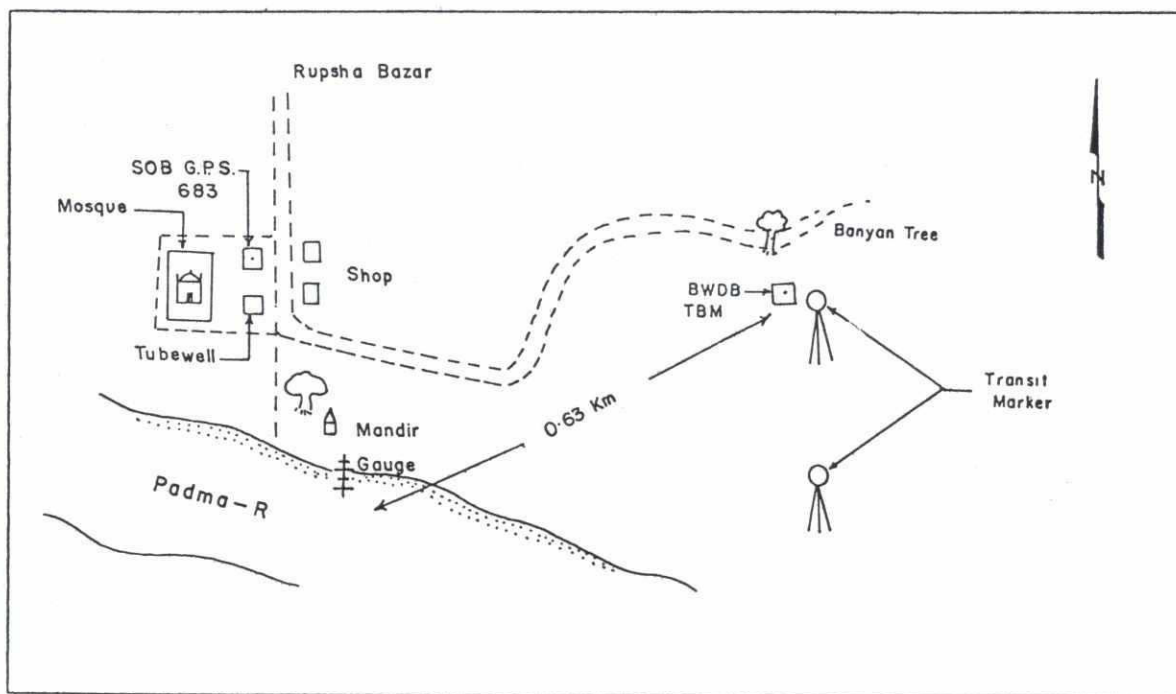 Rupsha Bazar
SOB G.P.S.
683
Mosque
Shop
Tubewell
N
Banyan Tree
BWDB
TBM
Transit
Marker
0.63 Km
Mandir
Gauge
Padma-R